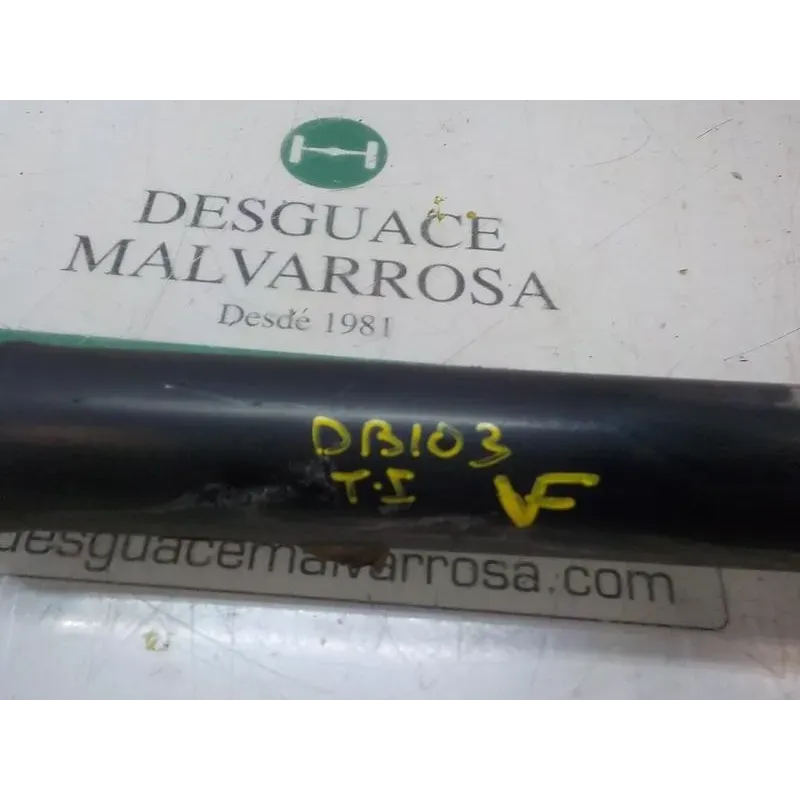 DESGUACE
MALVARROSA
Desdé 1981
DB103
T.I VF
desguacemalvarrosa.com